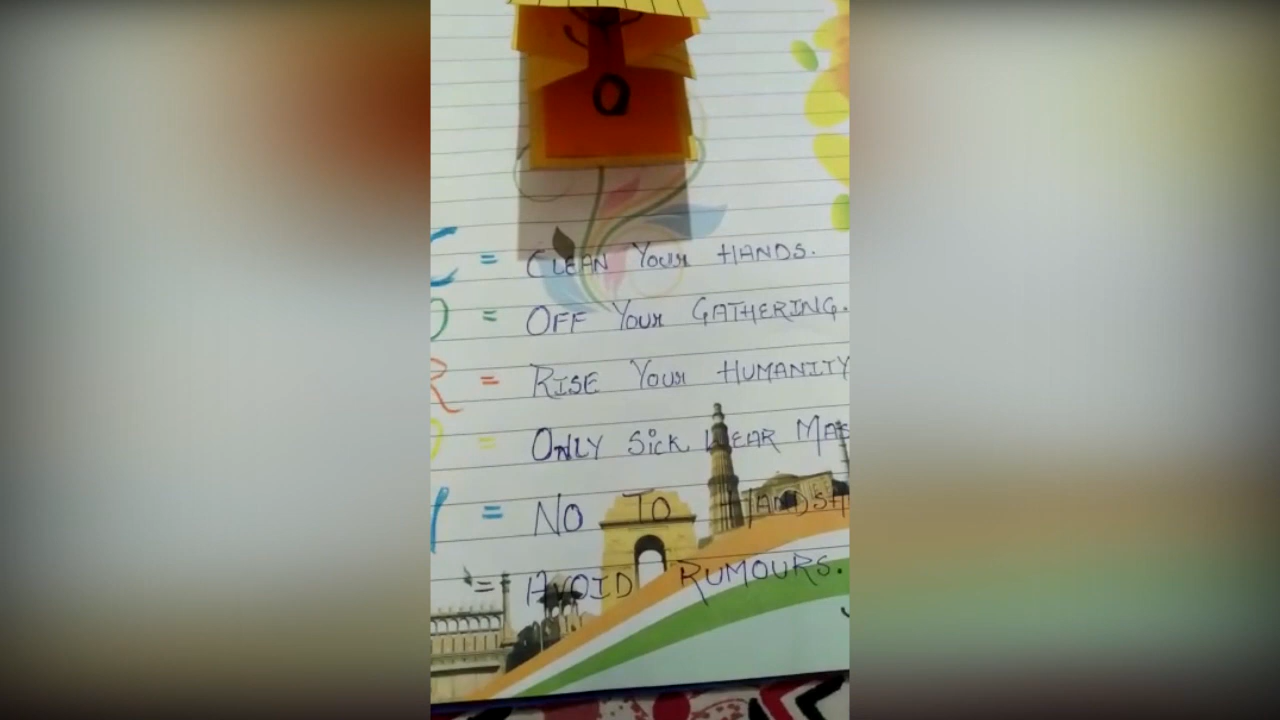 O
C = CLEAN YOUR HANDS.
O = OFF YOUR GATHERING.
R = RISE YOUR HUMANITY
O = ONLY SICK WEAR
= NO TO
= AVOID RUMOURS.